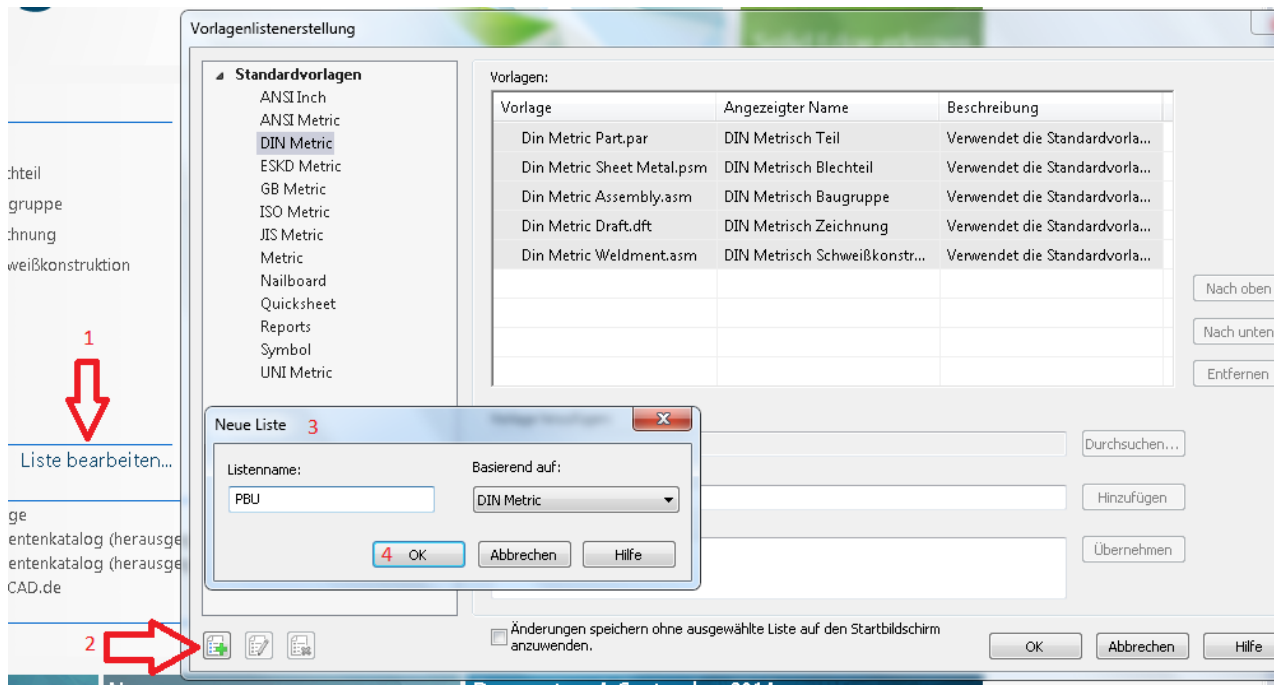 Vorlagenlistenerstellung
Standardvorlagen
ANSI Inch
ANSI Metric
DIN Metric
ESKD Metric
GB Metric
ISO Metric
JIS Metric
Metric
Nailboard
Quicksheet
Reports
Symbol
UNI Metric
Vorlagen:
Vorlage Angezeigter Name Beschreibung
Din Metric Part.par DIN Metrisch Teil Verwendet die Standardvorla...
Din Metric Sheet Metal.psm DIN Metrisch Blechteil Verwendet die Standardvorla...
Din Metric Assembly.asm DIN Metrisch Baugruppe Verwendet die Standardvorla...
Din Metric Draft.dft DIN Metrisch Zeichnung Verwendet die Standardvorla...
Din Metric Weldment.asm DIN Metrisch Schweißkonstr... Verwendet die Standardvorla...
Nach oben
Nach unten
Entfernen
chteil
gruppe
chnung
weißkonstruktion
1
Liste bearbeiten...
ge
entenkatalog (herausge
entenkatalog (herausge
CAD.de
2
Neue Liste 3
Listenname:
PBU
Basierend auf:
DIN Metric
4 OK
Abbrechen
Hilfe
Durchsuchen...
Hinzufügen
Übernehmen
Änderungen speichern ohne ausgewählte Liste auf den Startbildschirm
anzuwenden.
OK
Abbrechen
Hilfe